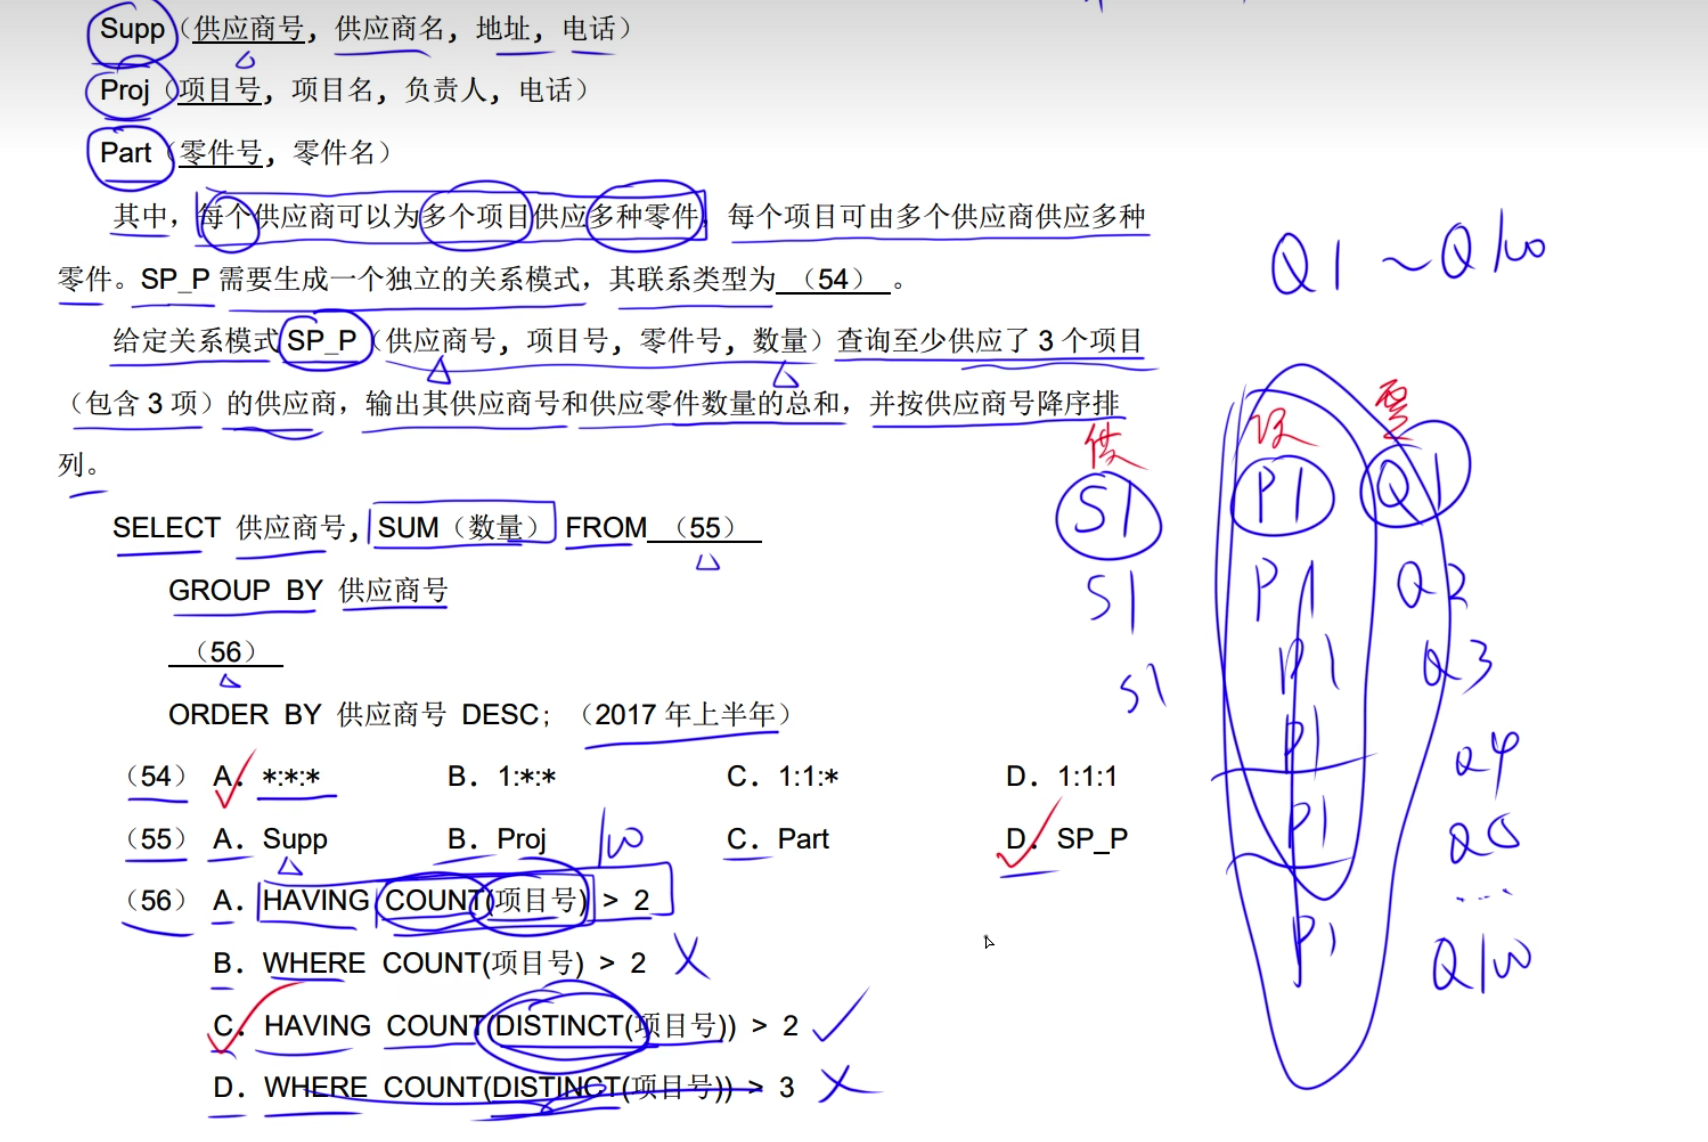 Supp（供应商号，供应商名，地址，电话）
Proj（项目号，项目名，负责人，电话）
Part（零件号，零件名）
其中，每个供应商可以为多个项目供应多种零件，每个项目可由多个供应商供应多种
零件。SP_P 需要生成一个独立的关系模式，其联系类型为（54）。
给定关系模式 SP_P（供应商号，项目号，零件号，数量）查询至少供应了 3 个项目
（包含 3 项）的供应商，输出其供应商号和供应零件数量的总和，并按供应商号降序排
列。
SELECT 供应商号，SUM（数量） FROM （55）
GROUP BY 供应商号
（56）
ORDER BY 供应商号 DESC；（2017 年上半年）
（54） A．*:*:* B．1:*:* C．1:1:* D．1:1:1
（55） A．Supp B．Proj C．Part D．SP_P
（56） A．HAVING COUNT(项目号) > 2
B．WHERE COUNT(项目号) > 2
C．HAVING COUNT(DISTINCT(项目号)) > 2
D．WHERE COUNT(DISTINCT(项目号)) > 3
Q1 ~ Q100
供
S1 P1 Q1
S1 P1 Q2
S1 P1 Q3
P1 Q4
P1 Q5
...
P1 Q100
100